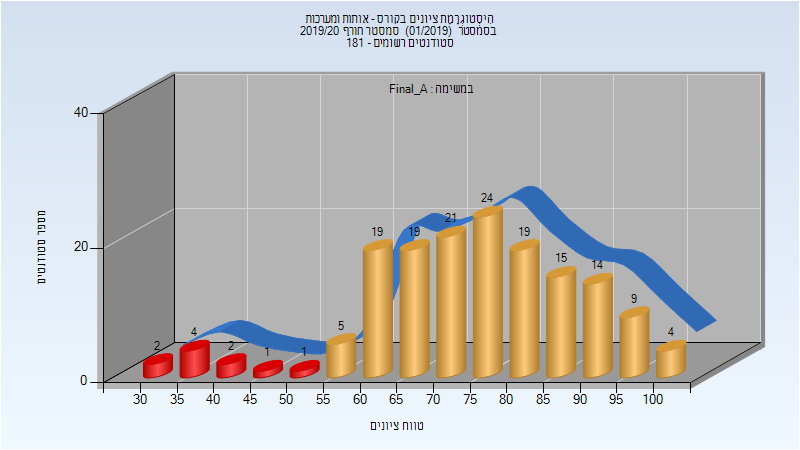 היסטוגרמת ציונים בקורס - אותות ומערכות
בסמסטר (01/2019) סמסטר חורף 2019/20
סטודנטים רשומים - 181
במשימה : Final_A
מספר סטודנטים
40
20
0
2
4
2
1
1
5
19
19
21
24
19
15
14
9
4
30 35 40 45 50 55 60 65 70 75 80 85 90 95 100
טווח ציונים